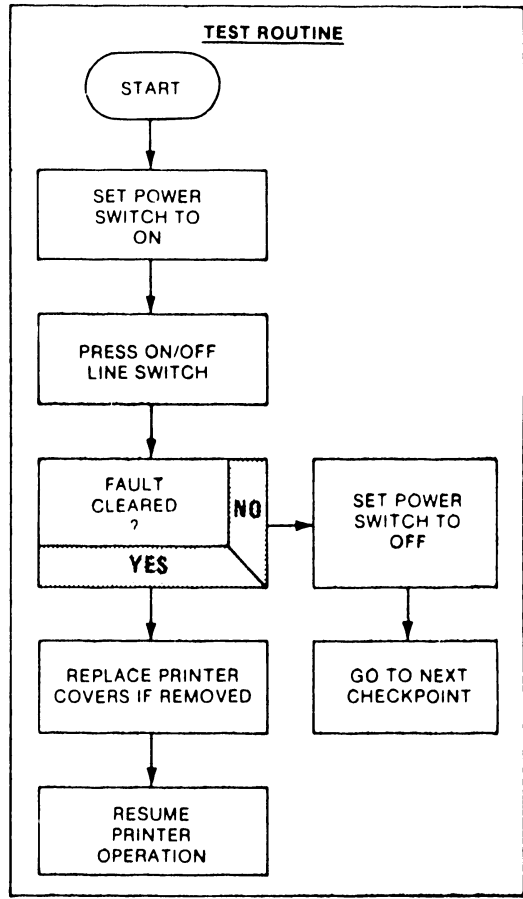 TEST ROUTINE
START
SET POWER
SWITCH TO
ON
PRESS ON/OFF
LINE SWITCH
FAULT
CLEARED
?
NO
YES
SET POWER
SWITCH TO
OFF
REPLACE PRINTER
COVERS IF REMOVED
GO TO NEXT
CHECKPOINT
RESUME
PRINTER
OPERATION